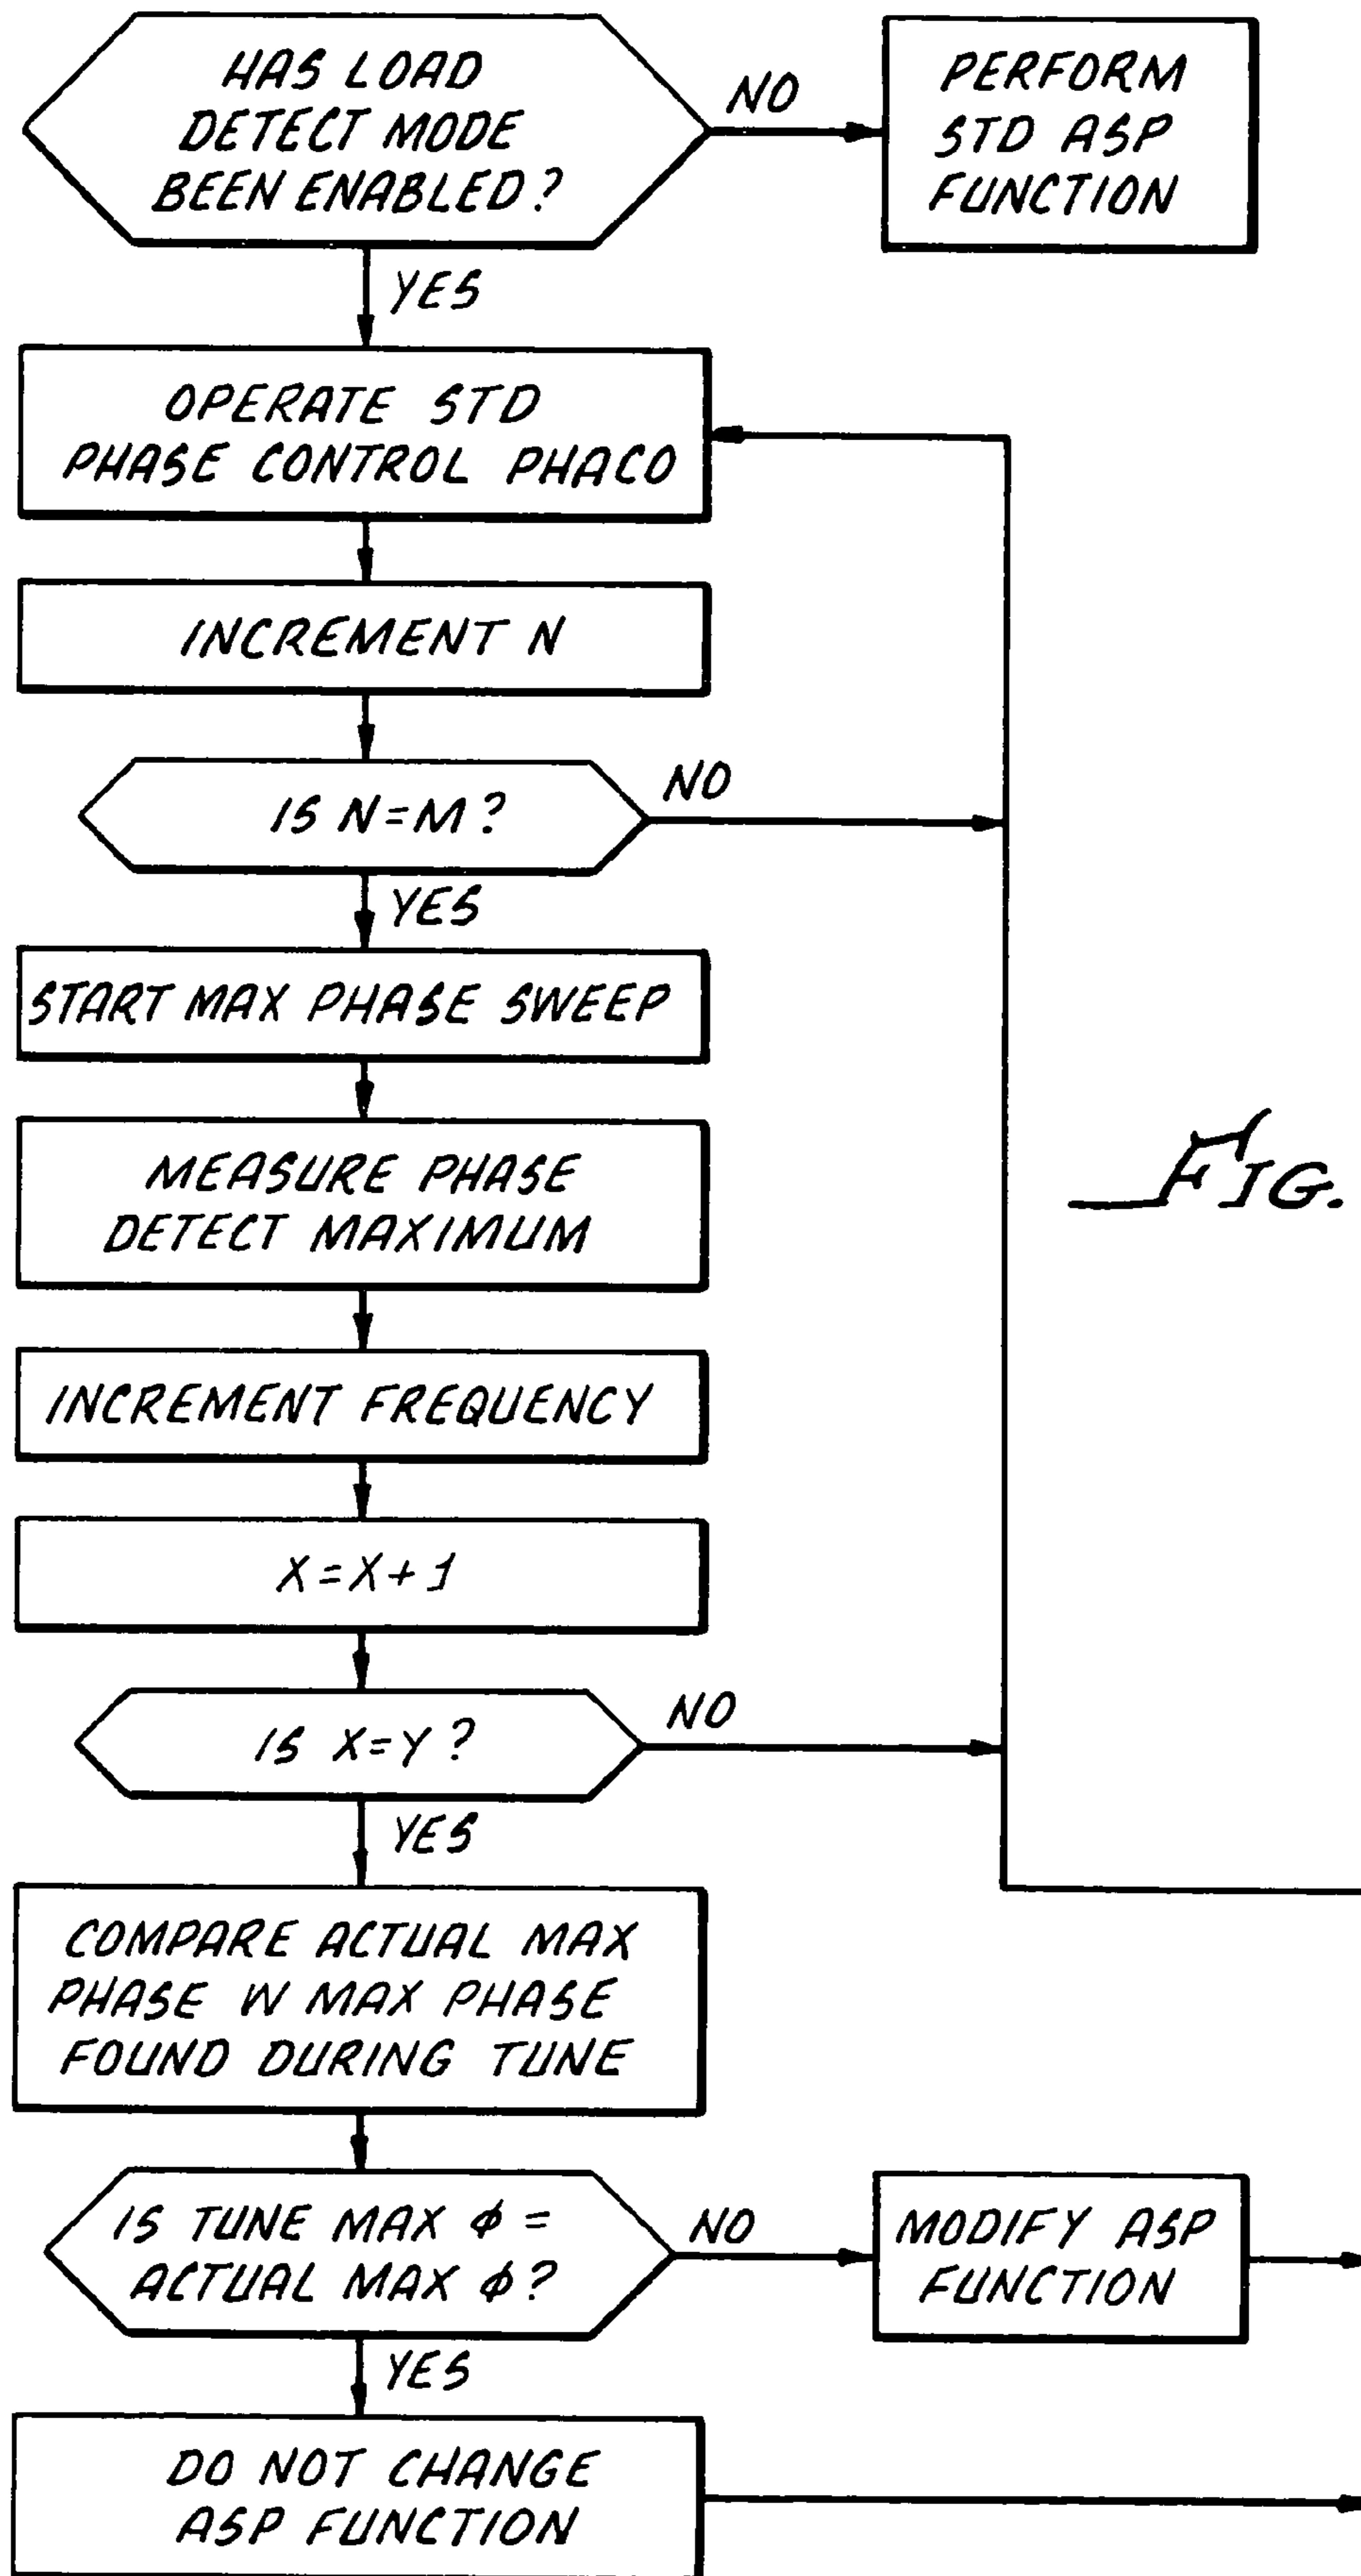 HAS LOAD
DETECT MODE
BEEN ENABLED?
NO
PERFORM
STD ASP
FUNCTION
YES
OPERATE STD
PHASE CONTROL PHACO
INCREMENT N
IS N=M?
NO
YES
START MAX PHASE SWEEP
MEASURE PHASE
DETECT MAXIMUM
FIG.
INCREMENT FREQUENCY
X=X+1
IS X=Y?
NO
YES
COMPARE ACTUAL MAX
PHASE W MAX PHASE
FOUND DURING TUNE
IS TUNE MAX ϕ =
ACTUAL MAX ϕ?
NO
MODIFY ASP
FUNCTION
YES
DO NOT CHANGE
ASP FUNCTION